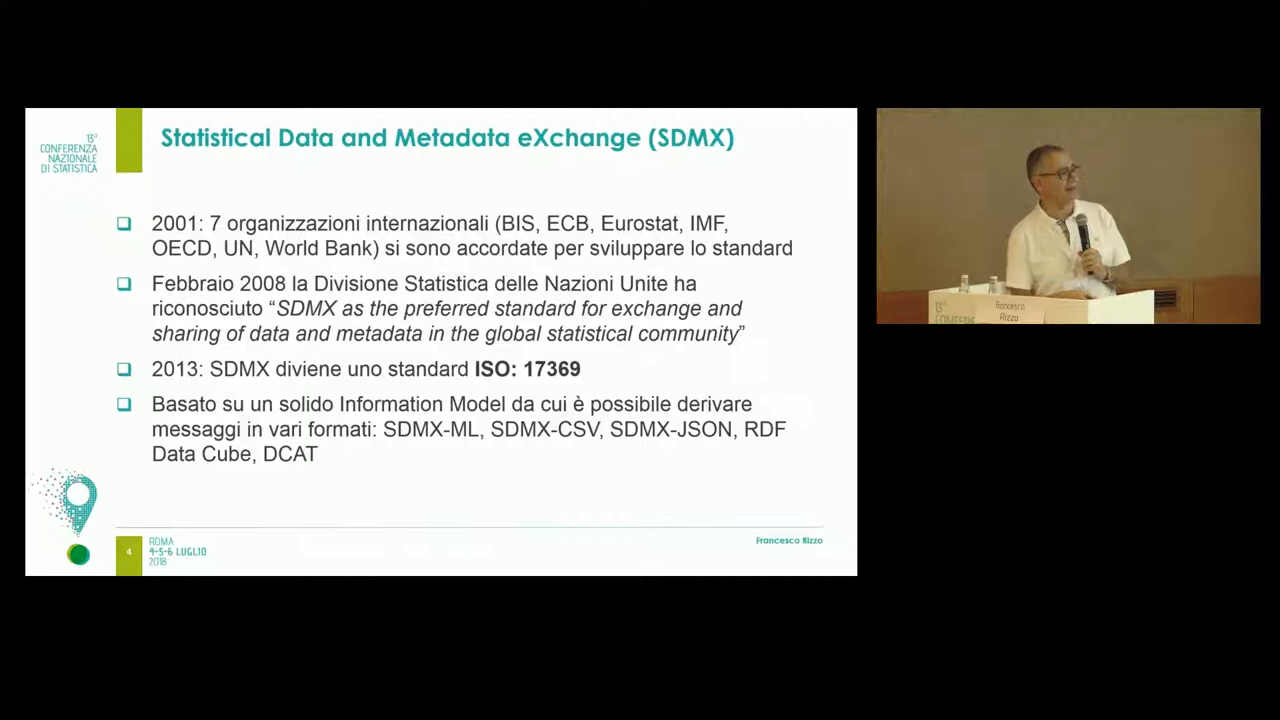 13°
CONFERENZA
NAZIONALE
DI STATISTICA
Statistical Data and Metadata eXchange (SDMX)
❑ 2001: 7 organizzazioni internazionali (BIS, ECB, Eurostat, IMF,
OECD, UN, World Bank) si sono accordate per sviluppare lo standard
❑ Febbraio 2008 la Divisione Statistica delle Nazioni Unite ha
riconosciuto “SDMX as the preferred standard for exchange and
sharing of data and metadata in the global statistical community”
❑ 2013: SDMX diviene uno standard ISO: 17369
❑ Basato su un solido Information Model da cui è possibile derivare
messaggi in vari formati: SDMX-ML, SDMX-CSV, SDMX-JSON, RDF
Data Cube, DCAT
4
ROMA
4-5-6 LUGLIO
2018
Francesco Rizzo
13°
Francesco
Rizzo